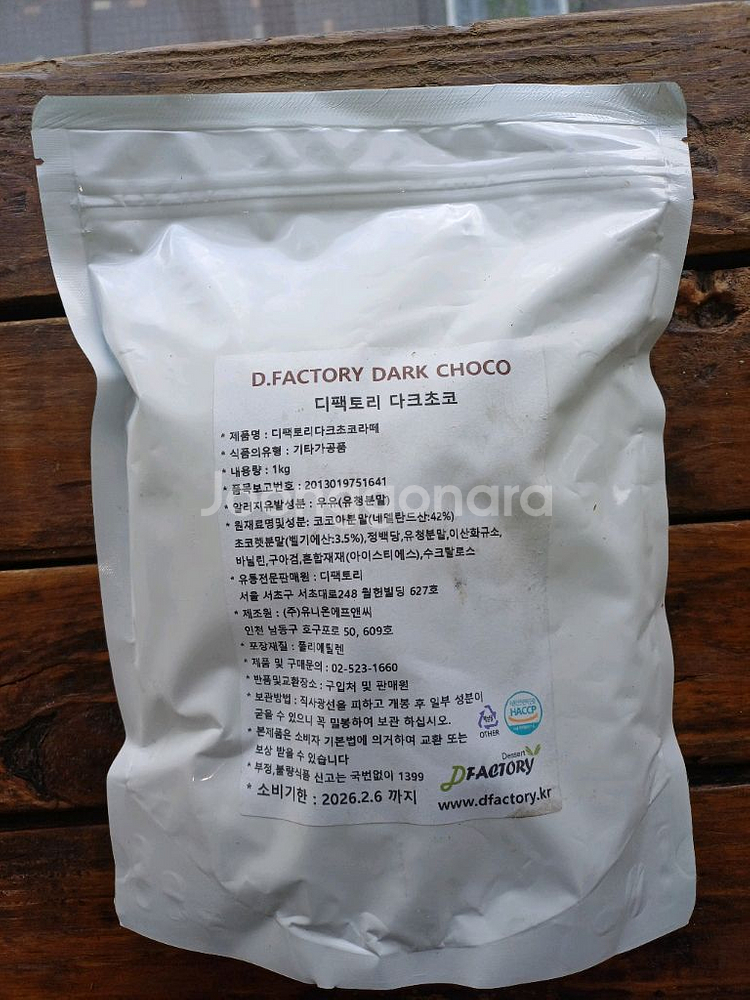 D.FACTORY DARK CHOCO
디팩토리 다크초코
* 제품명 : 디팩토리다크초코라떼
* 식품의유형 : 기타가공품
* 내용량 : 1kg
* 품목보고번호 : 2013019751641
* 알러지유발성분 : 우유(유청분말)
Joonggonara
* 원재료명및성분: 코코아분말(네델란드산:42%)
초코렛분말(벨기에산:3.5%),정백당,유청분말,이산화규소,
바닐린,구아검,혼합재재(아이스티에스),수크랄로스
* 유통전문판매원 : 디팩토리
서울 서초구 서초대로248 월헌빌딩 627호
* 제조원 : (주)유니온에프앤씨
인천 남동구 호구포로 50, 609호
* 포장재질 : 폴리에틸렌
* 제품 및 구매문의 : 02-523-1660
* 반품및교환장소 : 구입처 및 판매원
* 보관방법 : 직사광선을 피하고 개봉 후 일부 성분이
굳을 수 있으니 꼭 밀봉하여 보관 하십시오.
* 본제품은 소비자 기본법에 의거하여 교환 또는
보상 받을 수 있습니다
* 부정,불량식품 신고는 국번없이 1399
* 소비기한 : 2026.2.6 까지
OTHER
HACCP
Dessert
DFACTORY
www.dfactory.kr